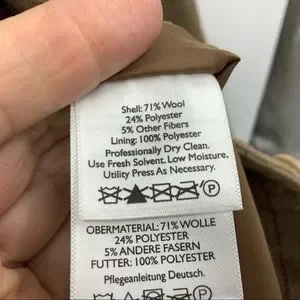 Shell: 71% Wool
24% Polyester
5% Other Fibers
Lining: 100% Polyester
Professionally Dry Clean.
Use Fresh Solvent. Low Moisture,
Utility Press As Necessary.
P
OBERMATERIAL: 71% WOLLE
24% POLYESTER
5% ANDERE FASERN
FUTTER: 100% POLYESTER
Pflegeanleitung Deutsch.
P